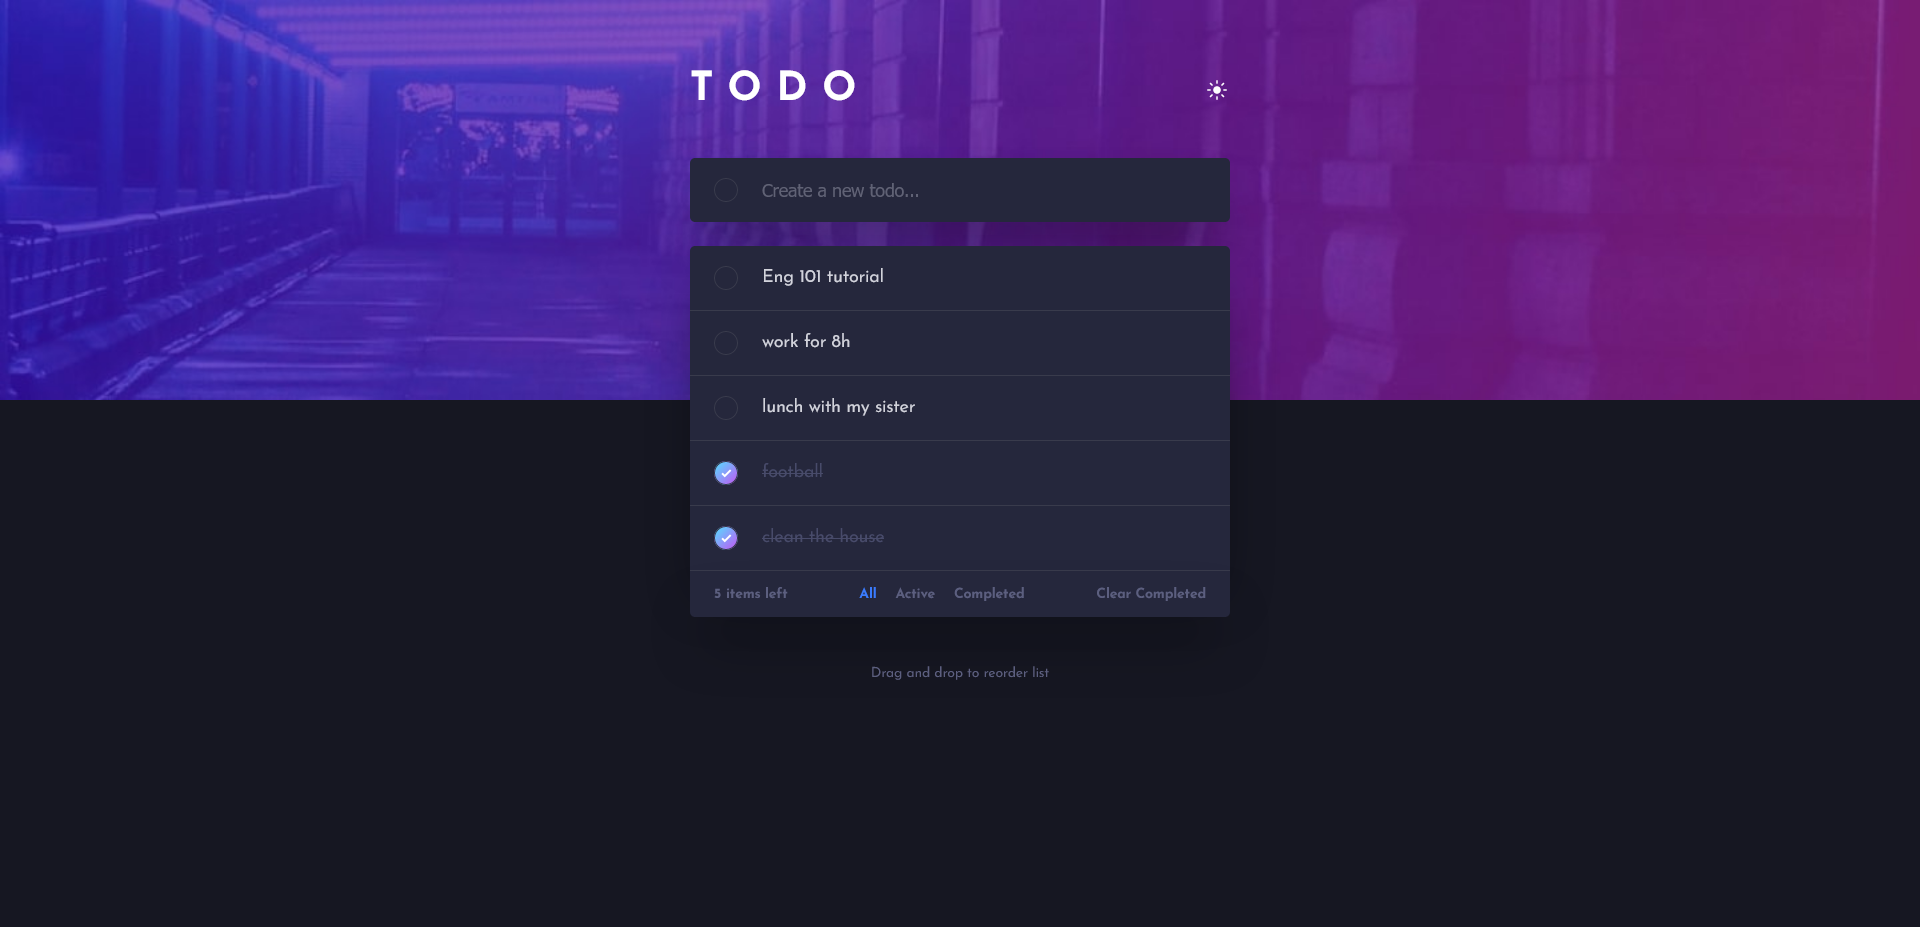 TODO
Create a new todo...
Eng 101 tutorial
work for 8h
lunch with my sister
football
clean the house
5 items left All Active Completed Clear Completed
Drag and drop to reorder list